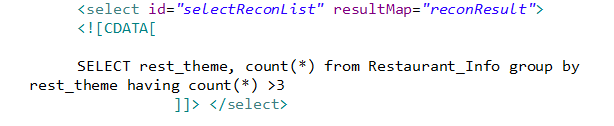 <select id="selectReconList" resultMap="reconResult">
<![CDATA[
SELECT rest_theme, count(*) from Restaurant_Info group by
rest_theme having count(*) >3
]]> </select>